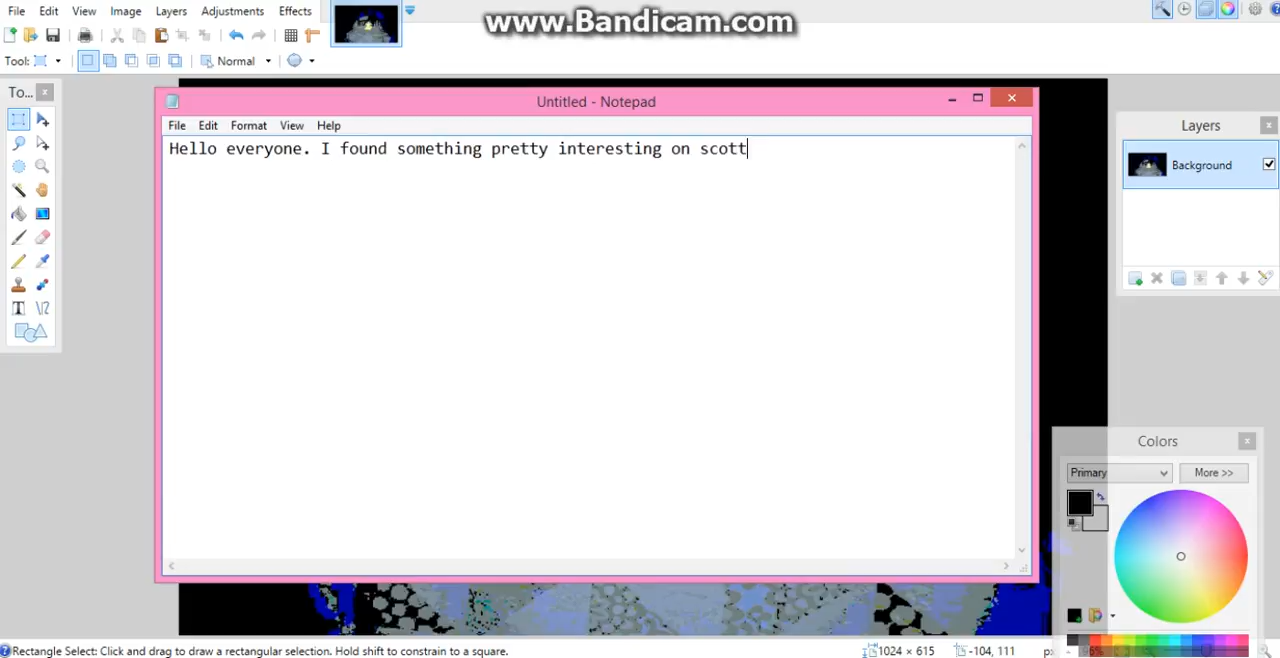 File Edit View Image Layers Adjustments Effects
www.Bandicam.com
Tool: Normal
To...
Untitled - Notepad
File Edit Format View Help
Hello everyone. I found something pretty interesting on scott
Layers
Background
Colors
Primary
More >>
Rectangle Select: Click and drag to draw a rectangular selection. Hold shift to constrain to a square.
1024 × 615
-104, 111
96%